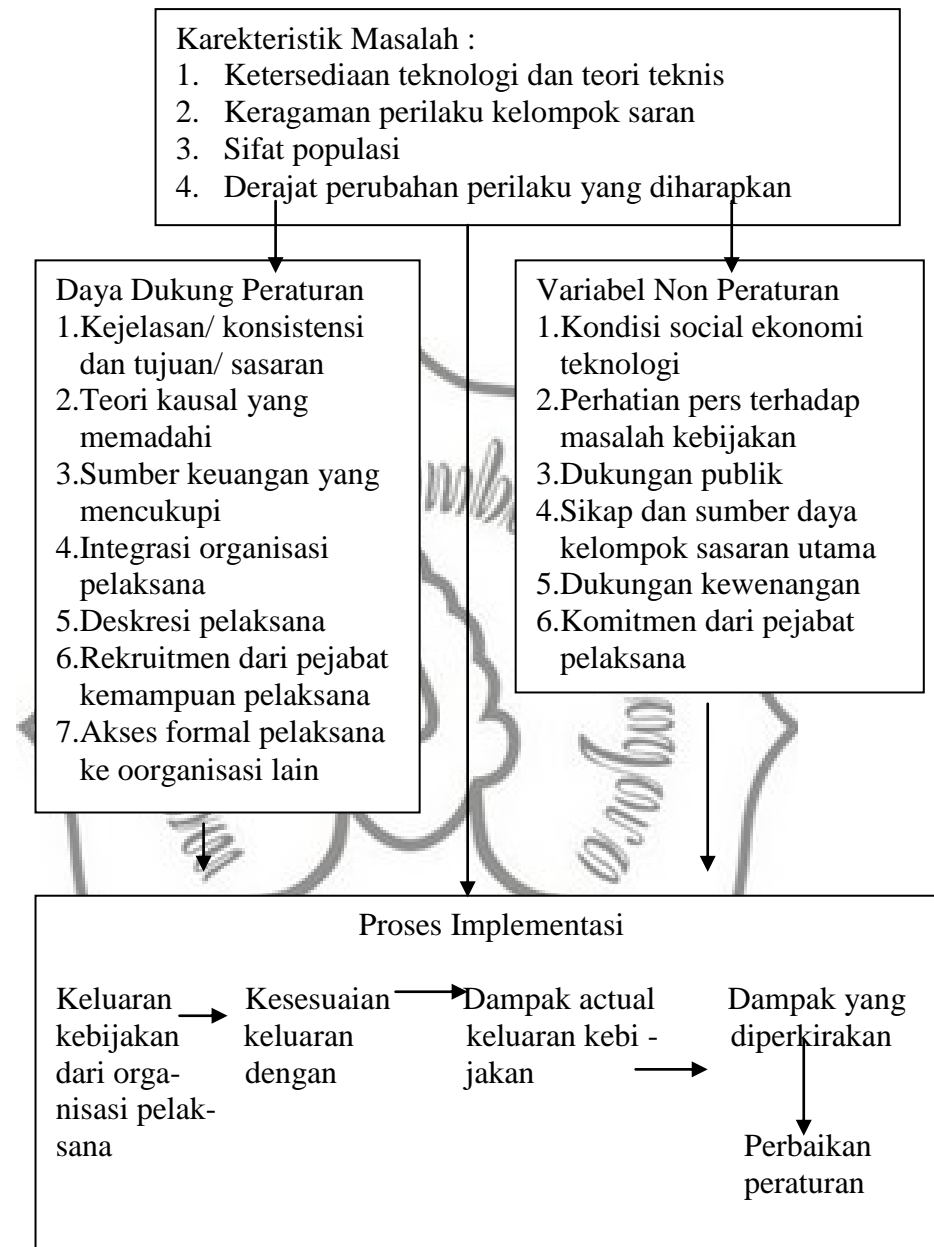 Karekteristik Masalah :
1. Ketersediaan teknologi dan teori teknis
2. Keragaman perilaku kelompok saran
3. Sifat populasi
4. Derajat perubahan perilaku yang diharapkan
Daya Dukung Peraturan
1.Kejelasan/ konsistensi
dan tujuan/ sasaran
2.Teori kausal yang
memadahi
3.Sumber keuangan yang
mencukupi
4.Integrasi organisasi
pelaksana
5.Deskresi pelaksana
6.Rekruitmen dari pejabat
kemampuan pelaksana
7.Akses formal pelaksana
ke oorganisasi lain
Variabel Non Peraturan
1.Kondisi social ekonomi
teknologi
2.Perhatian pers terhadap
masalah kebijakan
3.Dukungan publik
4.Sikap dan sumber daya
kelompok sasaran utama
5.Dukungan kewenangan
6.Komitmen dari pejabat
pelaksana
Proses Implementasi
Keluaran
kebijakan
dari orga-
nisasi pelak-
sana
Kesesuaian
keluaran
dengan
Dampak actual
keluaran kebi -
jakan
Dampak yang
diperkirakan
Perbaikan
peraturan